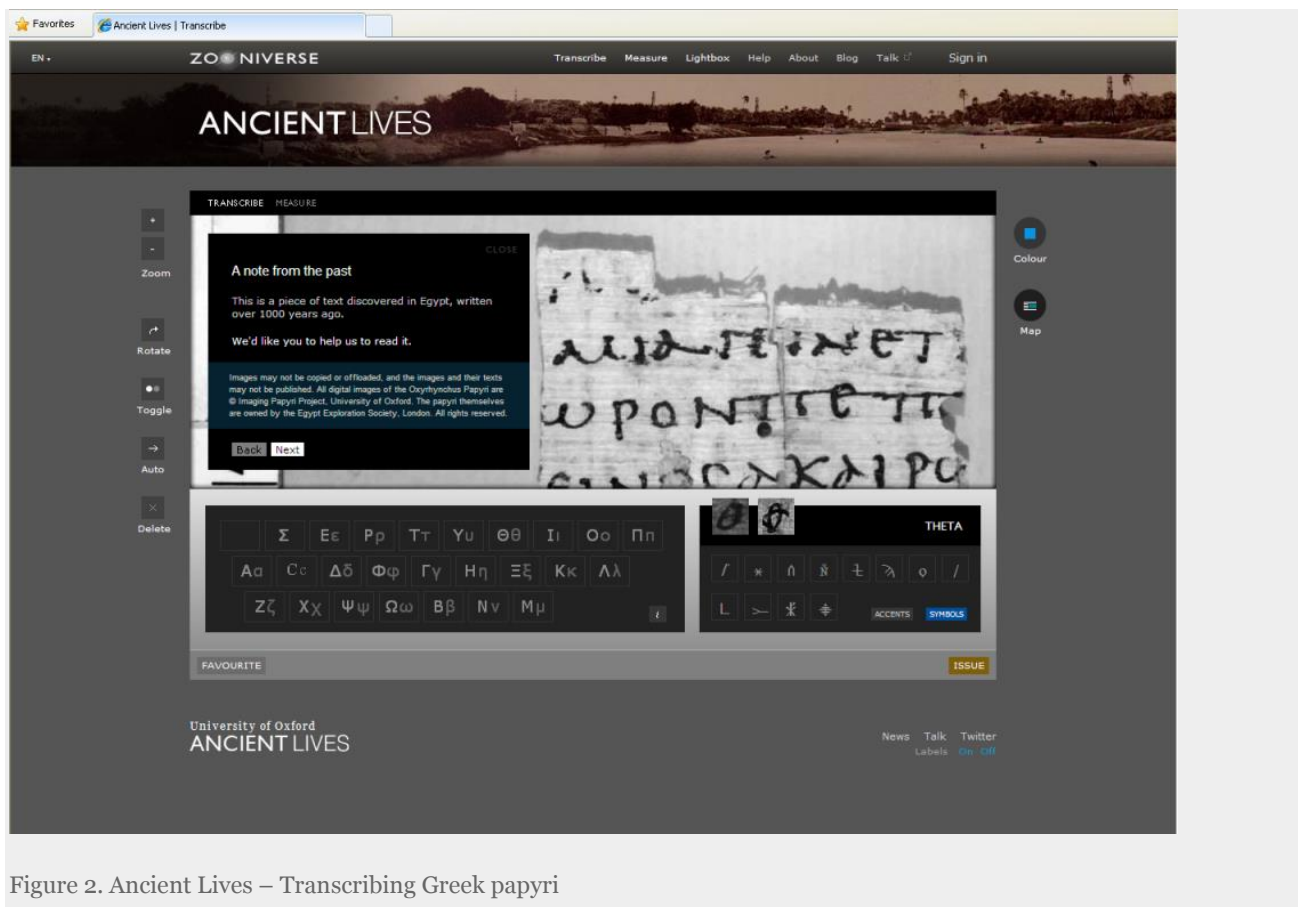 Favorites Ancient Lives | Transcribe
EN
ZOONIVERSE Transcribe Measure Lightbox Help About Blog Talk Sign in
ANCIENT LIVES
TRANSCRIBE MEASURE
+
-
Zoom
Rotate
Toggle
Auto
Delete
CLOSE
A note from the past
This is a piece of text discovered in Egypt, written
over 1000 years ago.
We'd like you to help us to read it.
Images may not be copied or offloaded, and the images and their texts
may not be published. All digital images of the Oxyrhynchus Papyri are
© Imaging Papyri Project, University of Oxford. The papyri themselves
are owned by the Egypt Exploration Society, London. All rights reserved.
Back Next
Colour
Map
Σ Εε Ρρ Ττ Υυ Θθ Ιι Οο Ππ
Αα Ϲϲ Δδ Φφ Γγ Ηη Ξξ Κκ Λλ
Ζζ Χχ Ψψ Ωω Ββ Νν Μμ i
THETA
ACCENTS SYMBOLS
FAVOURITE ISSUE
University of Oxford
ANCIENT LIVES
News Talk Twitter
Labels On Off
Figure 2. Ancient Lives – Transcribing Greek papyri